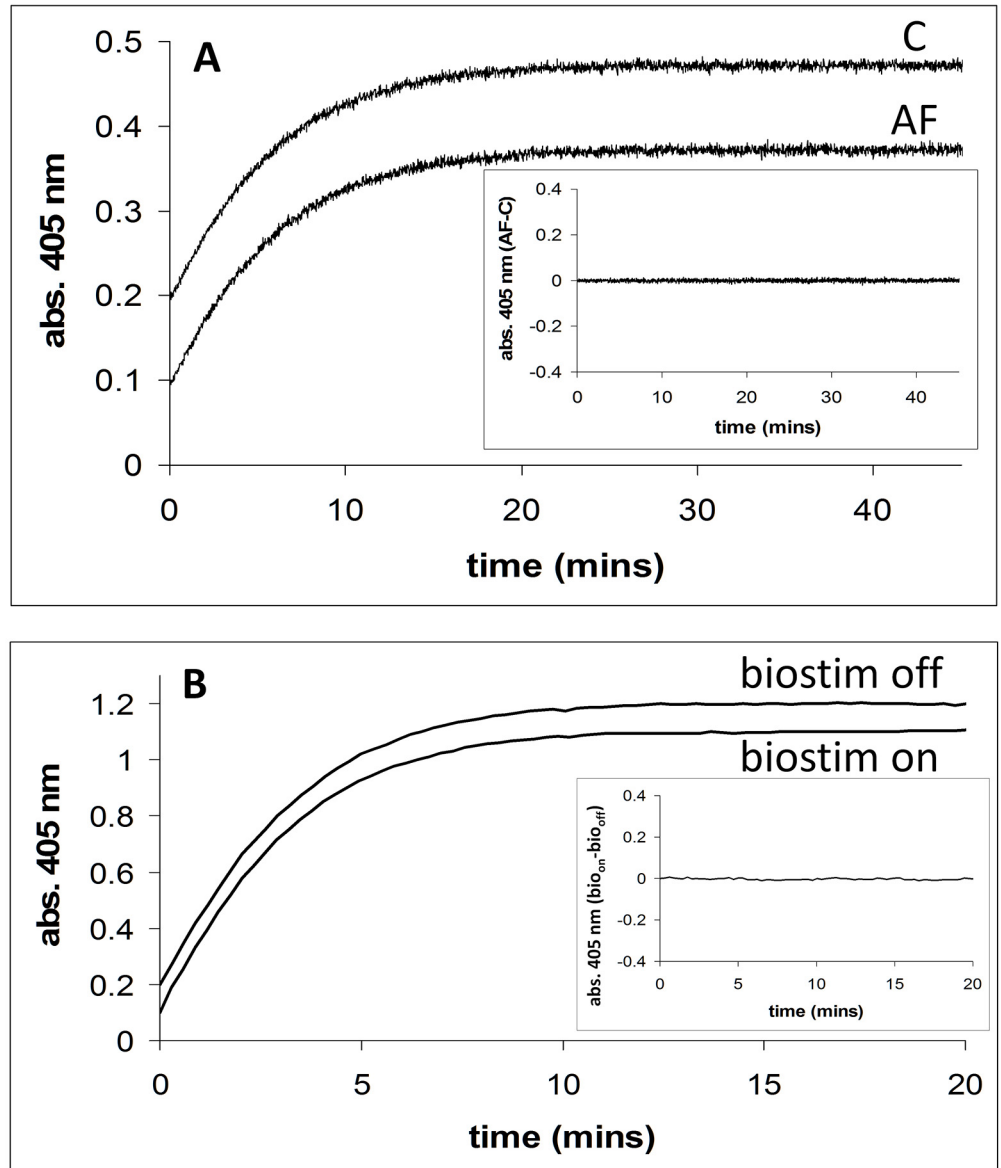 A
C
AF
0.5
0.4
0.3
0.2
0.1
0
abs. 405 nm
0 10 20 30 40
time (mins)
0.4
0.2
0
-0.2
-0.4
abs. 405 nm (AF-C)
0 10 20 30 40
time (mins)
B
biostim off
biostim on
1.2
1
0.8
0.6
0.4
0.2
0
abs. 405 nm
0 5 10 15 20
time (mins)
0.4
0.2
0
-0.2
-0.4
abs. 405 nm (bioon-biooff)
0 5 10 15 20
time (mins)